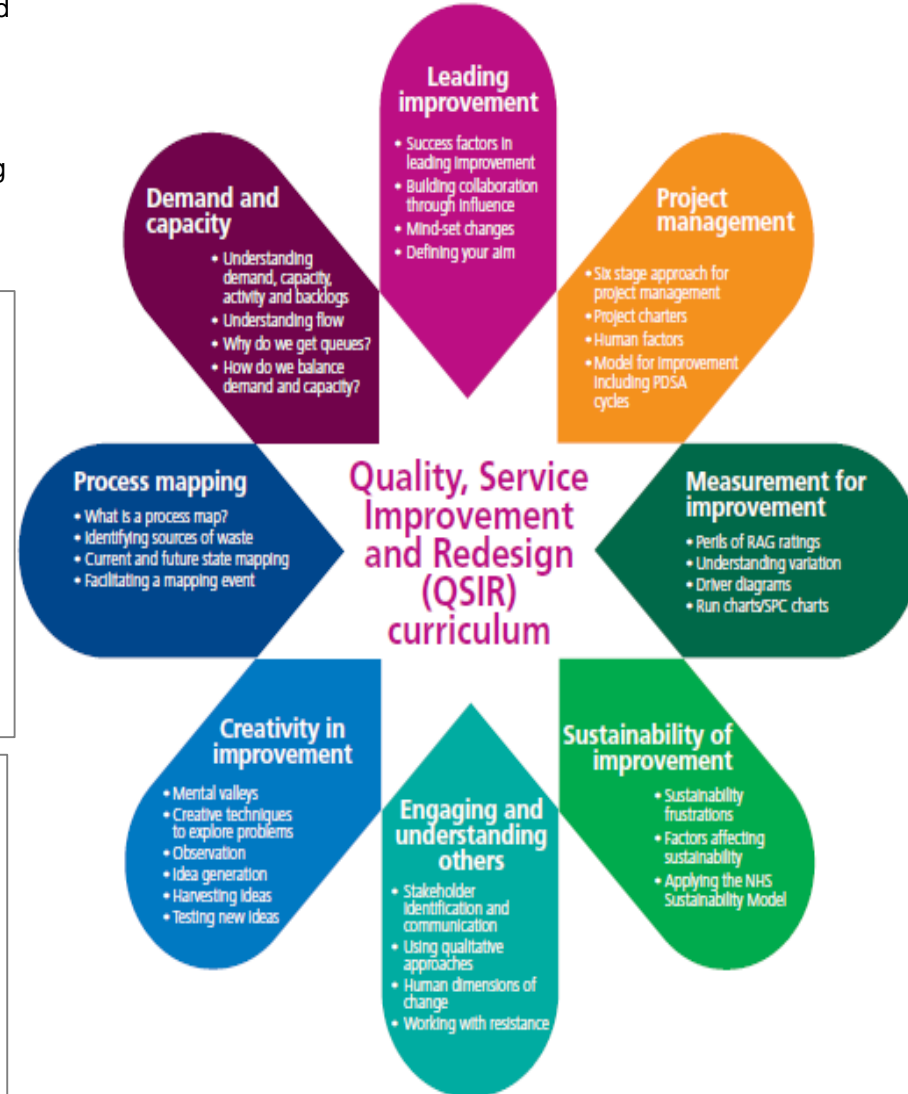 d
g
Leading
improvement
• Success factors in
leading improvement
• Building collaboration
through influence
• Mind-set changes
• Defining your aim
Project
management
• Six stage approach for
project management
• Project charters
• Human factors
• Model for improvement
including PDSA
cycles
Measurement for
improvement
• Perils of RAG ratings
• Understanding variation
• Driver diagrams
• Run charts/SPC charts
Sustainability of
improvement
• Sustainability
frustrations
• Factors affecting
sustainability
• Applying the NHS
Sustainability Model
Engaging and
understanding
others
• Stakeholder
identification and
communication
• Using qualitative
approaches
• Human dimensions of
change
• Working with resistance
Creativity in
improvement
• Mental valleys
• Creative techniques
to explore problems
• Observation
• Idea generation
• Harvesting ideas
• Testing new ideas
Process mapping
• What is a process map?
• Identifying sources of waste
• Current and future state mapping
• Facilitating a mapping event
Demand and
capacity
• Understanding
demand, capacity,
activity and backlogs
• Understanding flow
• Why do we get queues?
• How do we balance
demand and capacity?
Quality, Service
Improvement
and Redesign
(QSIR)
curriculum